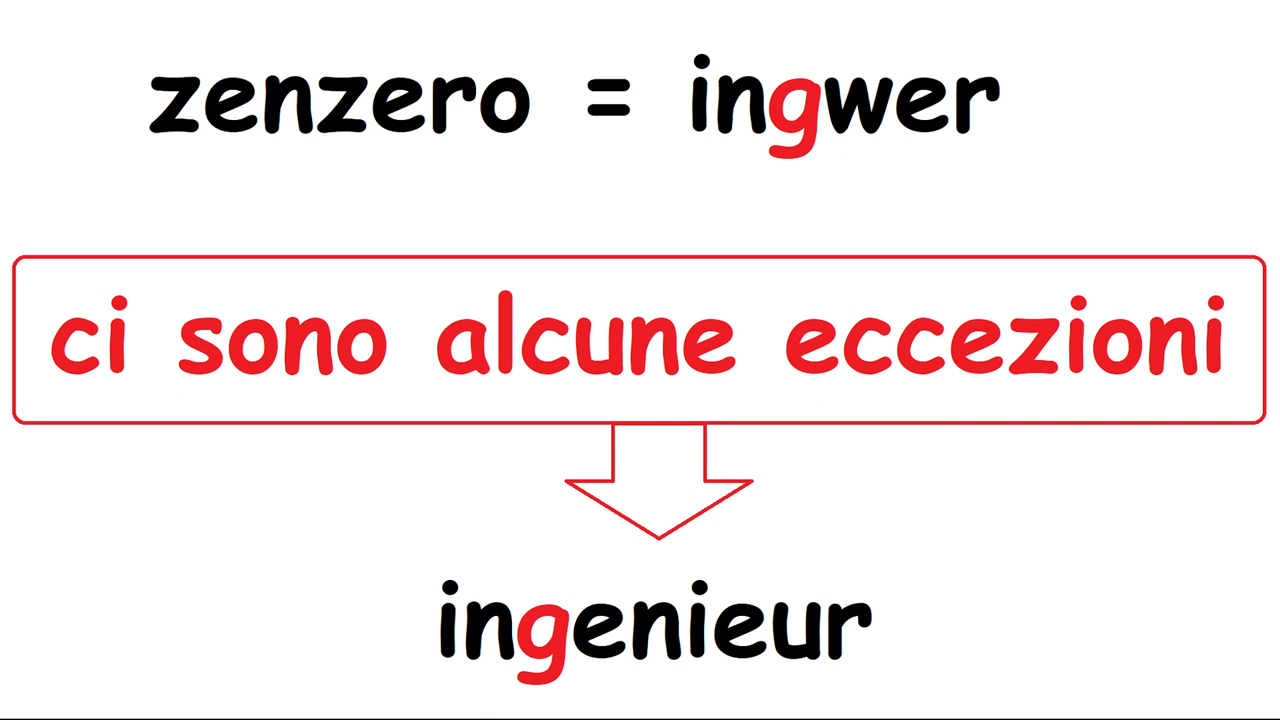 zenzero = ingwer
ci sono alcune eccezioni
ingenieur